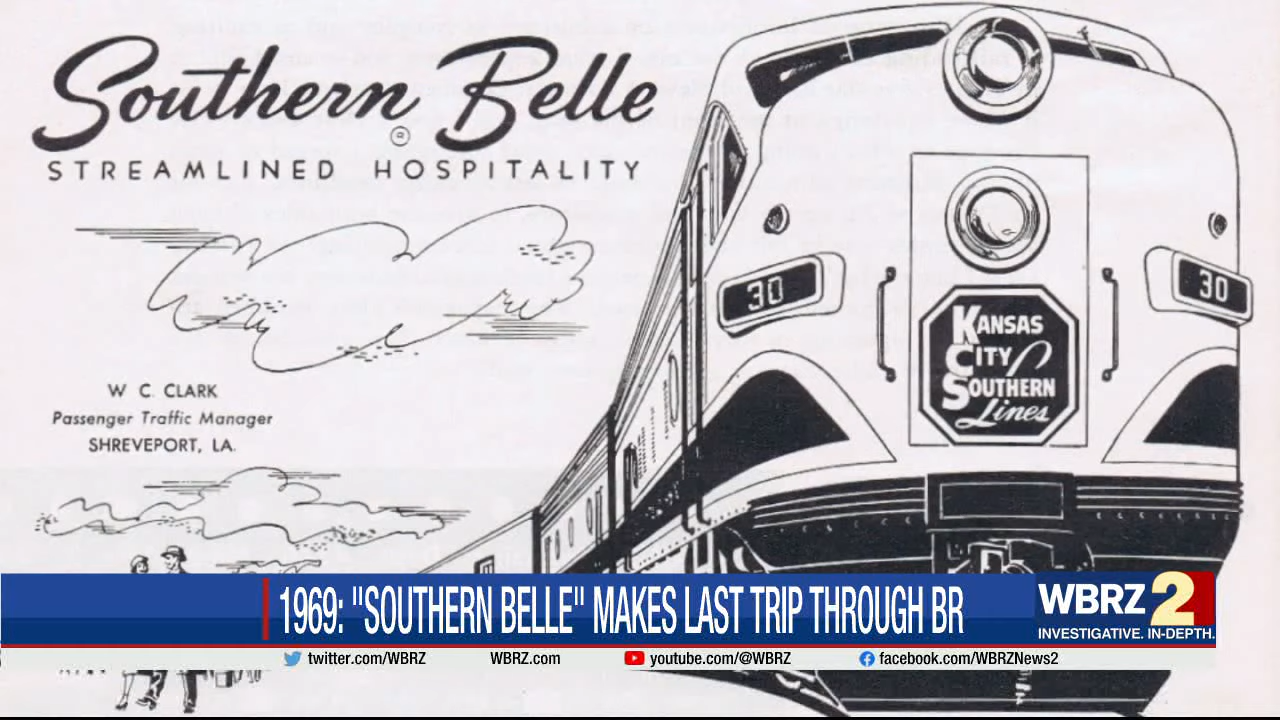 Southern Belle
®
STREAMLINED HOSPITALITY
30
30
KANSAS
CITY
SOUTHERN
Lines
W C. CLARK
Passenger Traffic Manager
SHREVEPORT, LA.
1969: "SOUTHERN BELLE" MAKES LAST TRIP THROUGH BR
WBRZ 2
INVESTIGATIVE. IN-DEPTH.
twitter.com/WBRZ
WBRZ.com
youtube.com/@WBRZ
facebook.com/WBRZNews2